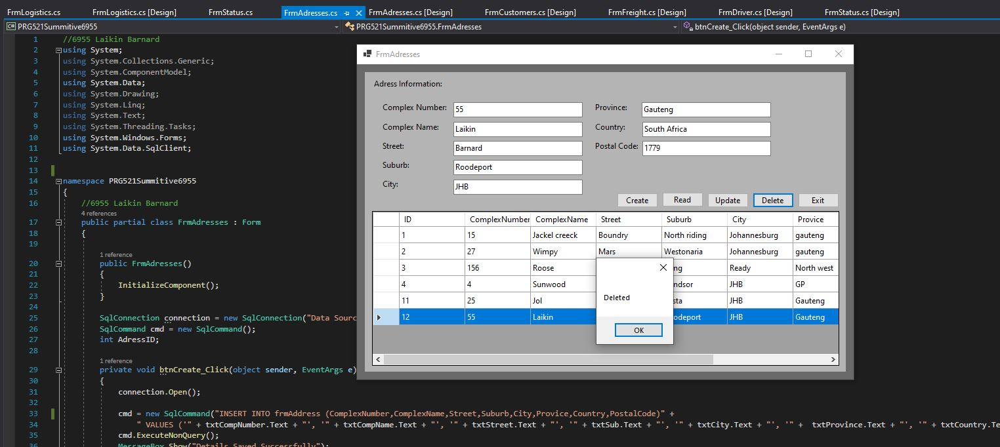 FrmLogistics.cs FrmLogistics.cs [Design] FrmStatus.cs FrmAdresses.cs FrmAdresses.cs [Design] FrmCustomers.cs [Design] FrmFreight.cs [Design] FrmDriver.cs [Design] FrmStatus.cs [Design]
C# PRG521Summitive6955 PRG521Summitive6955.FrmAdresses btnCreate_Click(object sender, EventArgs e)
1 //6955 Laikin Barnard
2 using System;
3 using System.Collections.Generic;
4 using System.ComponentModel;
5 using System.Data;
6 using System.Drawing;
7 using System.Linq;
8 using System.Text;
9 using System.Threading.Tasks;
10 using System.Windows.Forms;
11 using System.Data.SqlClient;
12
13
14 namespace PRG521Summitive6955
15 {
16 //6955 Laikin Barnard
4 references
17 public partial class FrmAdresses : Form
18 {
19
1 reference
20 public FrmAdresses()
21 {
22 InitializeComponent();
23 }
24
25 SqlConnection connection = new SqlConnection("Data Sourc
26 SqlCommand cmd = new SqlCommand();
27 int AdressID;
28
1 reference
29 private void btnCreate_Click(object sender, EventArgs e)
30 {
31 connection.Open();
32
33 cmd = new SqlCommand("INSERT INTO frmAddress (ComplexNumber,ComplexName,Street,Suburb,City,Provice,Country,PostalCode)" +
34 " VALUES ('" + txtCompNumber.Text + "', '" + txtCompName.Text + "', '" + txtStreet.Text + "', '" + txtSub.Text + "', '" + txtCity.Text + "', '" + txtProvince.Text + "', '" + txtCountry.Te
35 cmd.ExecuteNonQuery();
36 MessageBox.Show("Details Saved Successfully");
FrmAdresses
Adress Information:
Complex Number: 55 Province: Gauteng
Complex Name: Laikin Country: South Africa
Street: Barnard Postal Code: 1779
Suburb: Roodeport
City: JHB
Create Read Update Delete Exit
ID ComplexNumber ComplexName Street Suburb City Provice
1 15 Jackel creeck Boundry North riding Johannesburg gauteng
2 27 Wimpy Mars Westonaria Johannesburg gauteng
3 156 Roose ng Ready North west
4 4 Sunwood ndsor JHB GP
11 25 Jol sta JHB Gauteng
12 55 Laikin odeport JHB Gauteng
Deleted
OK